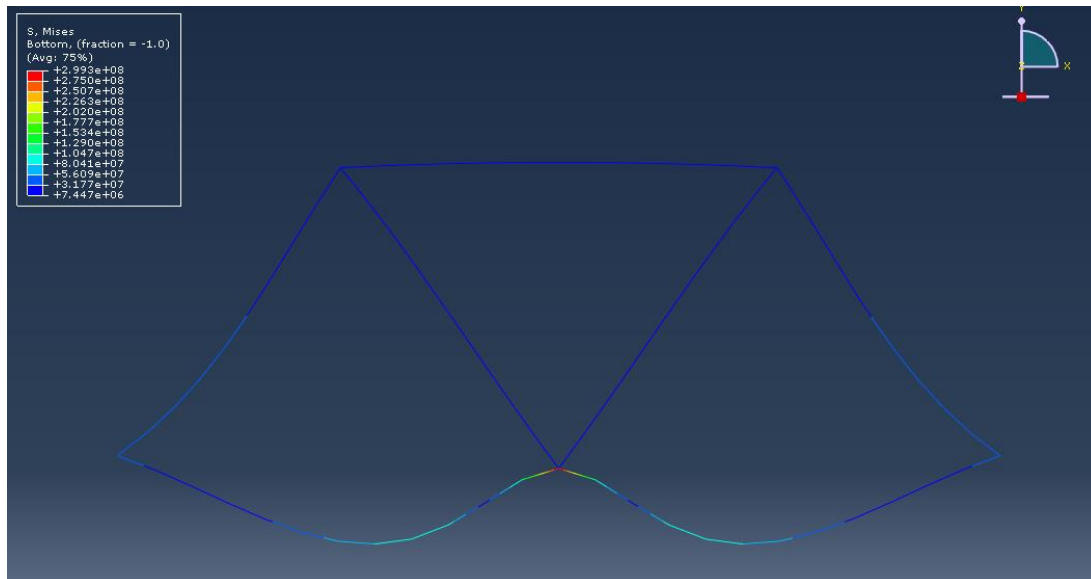 S, Mises
Bottom, (fraction = -1.0)
(Avg: 75%)
+2.993e+08
+2.750e+08
+2.507e+08
+2.263e+08
+2.020e+08
+1.777e+08
+1.534e+08
+1.290e+08
+1.047e+08
+8.041e+07
+5.609e+07
+3.177e+07
+7.447e+06
Y
Z
X